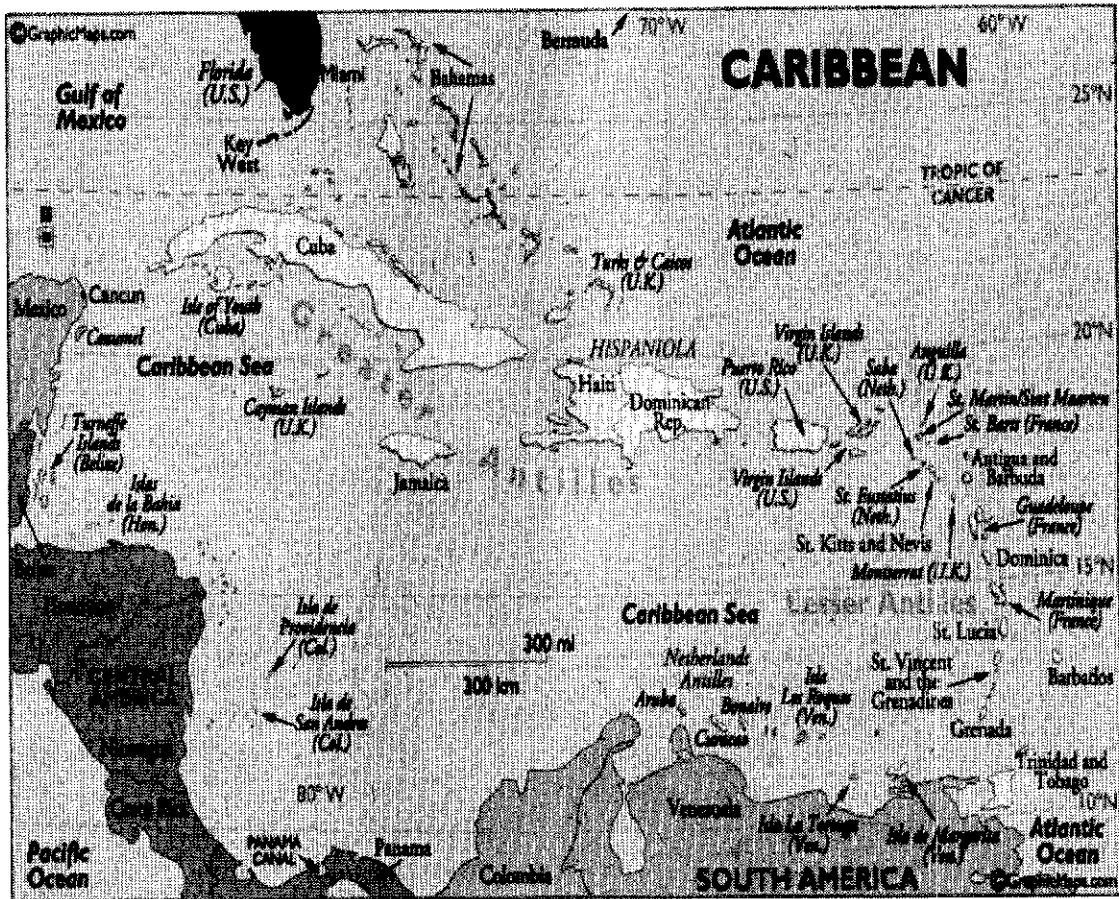 ©GraphicMaps.com
Bermuda
70° W
60° W
CARIBBEAN
Florida
(U.S.)
Miami
Bahamas
Gulf of
Mexico
25°N
Key
West
TROPIC OF
CANCER
Cuba
Atlantic
Ocean
Turks & Caicos
(U.K.)
Mexico
Cancun
Isle of Youth
(Cuba)
Cozumel
20°N
Greater
Virgin Islands
(U.K.)
HISPANIOLA
Anguilla
(U.K.)
Caribbean Sea
Puerto Rico
(U.S.)
Saba
(Neth.)
Haiti
Dominican
Rep.
St. Martin/Sint Maarten
Cayman Islands
(U.K.)
St. Barts (France)
Turneffe
Islands
(Belize)
Jamaica
Antilles
Antigua and
Barbuda
Virgin Islands
(U.S.)
Islas
de la Bahia
(Hon.)
St. Eustatius
(Neth.)
Guadeloupe
(France)
St. Kitts and Nevis
Belize
Dominica
15°N
Montserrat (U.K.)
Honduras
Isla de
Providencia
(Col.)
Caribbean Sea
Lesser Antilles
Martinique
(France)
St. Lucia
300 mi
300 km
CENTRAL
AMERICA
Netherlands
Antilles
Isla
Los Roques
(Ven.)
St. Vincent
and the
Grenadines
Barbados
Aruba
Bonaire
Isla de
San Andres
(Col.)
Curacao
Grenada
Nicaragua
Trinidad and
Tobago
80° W
10°N
Costa Rica
Venezuela
Isla La Tortuga
(Ven.)
Isla de Margarita
(Ven.)
Atlantic
Ocean
Pacific
Ocean
PANAMA
CANAL
Panama
Colombia
SOUTH AMERICA
©GraphicMaps.com